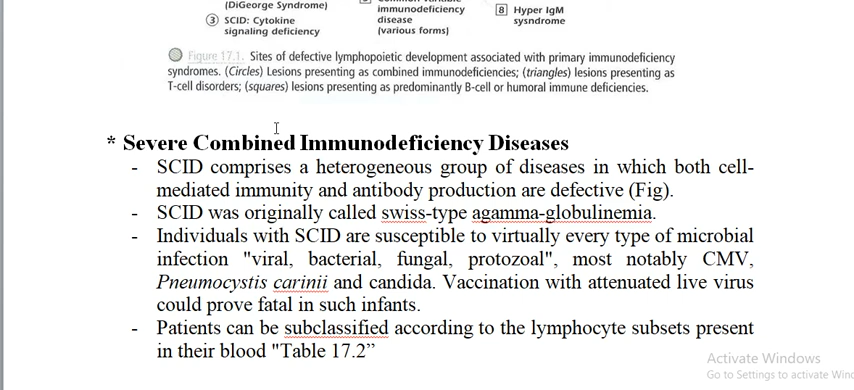 (DiGeorge Syndrome)
③ SCID: Cytokine
signaling deficiency
immunodeficiency
disease
(various forms)
8 Hyper IgM
sysndrome
Figure 17.1. Sites of defective lymphopoietic development associated with primary immunodeficiency
syndromes. (Circles) Lesions presenting as combined immunodeficiencies; (triangles) lesions presenting as
T-cell disorders; (squares) lesions presenting as predominantly B-cell or humoral immune deficiencies.
* Severe Combined Immunodeficiency Diseases
- SCID comprises a heterogeneous group of diseases in which both cell-
mediated immunity and antibody production are defective (Fig).
- SCID was originally called swiss-type agamma-globulinemia.
- Individuals with SCID are susceptible to virtually every type of microbial
infection "viral, bacterial, fungal, protozoal", most notably CMV,
Pneumocystis carinii and candida. Vaccination with attenuated live virus
could prove fatal in such infants.
- Patients can be subclassified according to the lymphocyte subsets present
in their blood "Table 17.2”
Activate Windows
Go to Settings to activate Winc